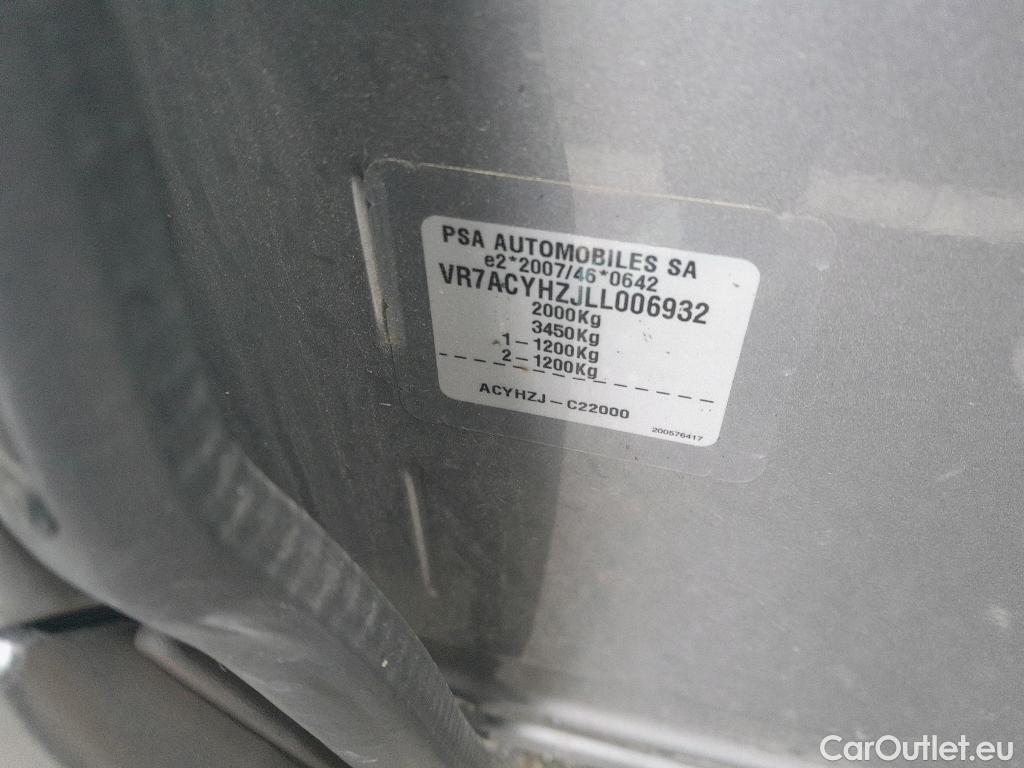 PSA AUTOMOBILES SA
e2*2007/46*0642
VR7ACYHZJLL006932
2000Kg
3450Kg
1-1200Kg
2-1200Kg
ACYHZJ-C22000
200576417
CarOutlet.eu